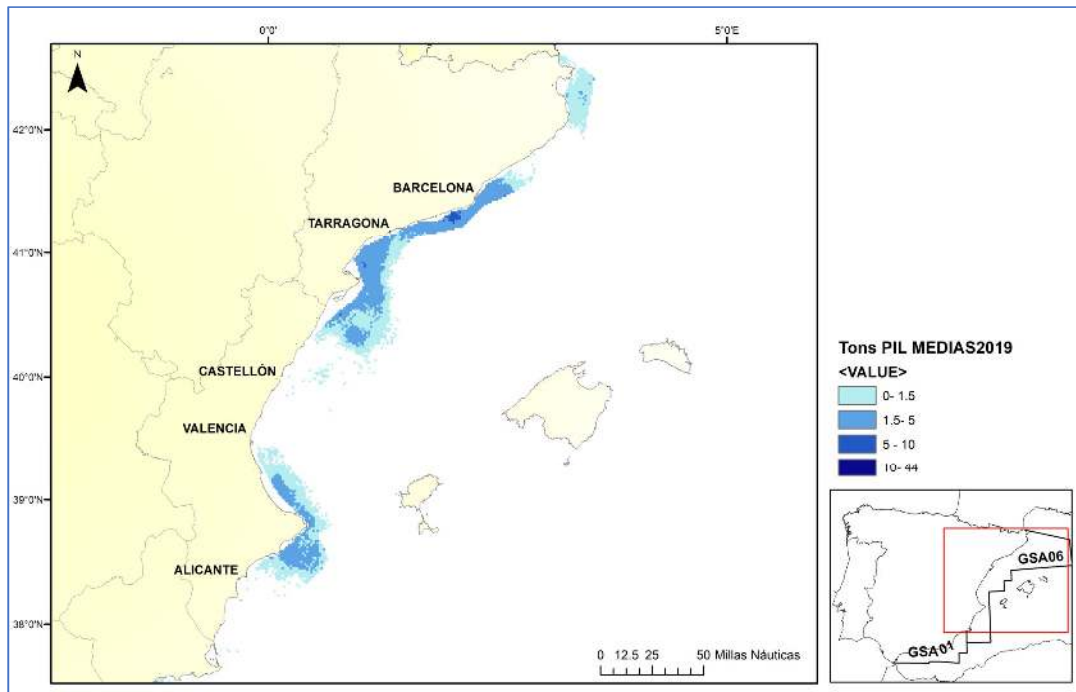 0°0'
5°0'E
N
42°0'N
BARCELONA
TARRAGONA
41°0'N
CASTELLÓN
40°0'N
VALENCIA
39°0'N
ALICANTE
38°0'N
0 12.5 25 50 Millas Náuticas
Tons PIL MEDIAS2019
<VALUE>
0- 1.5
1.5- 5
5 - 10
10- 44
GSA06
GSA01